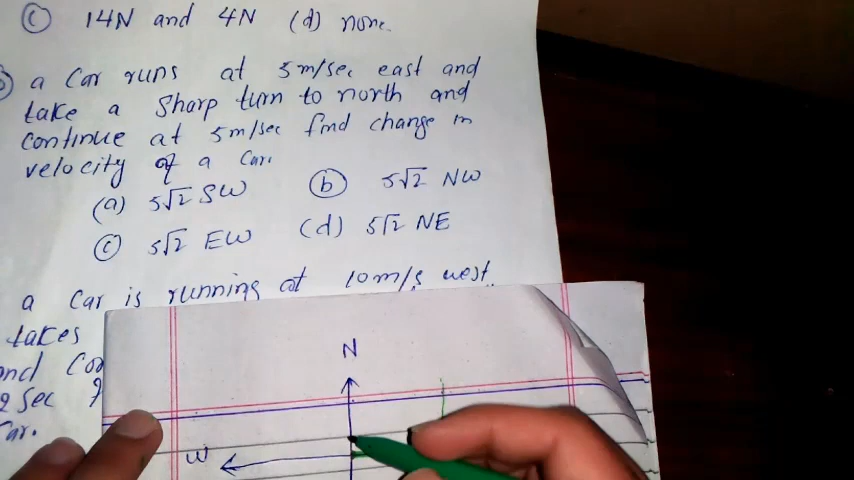 (c) 14N and 4N (d) none.
a Car runs at 5m/sec east and
take a Sharp turn to north and
continue at 5m/sec find change in
velocity of a Car.
(a) 5√2 SW (b) 5√2 NW
(c) 5√2 EW (d) 5√2 NE
a Car is running at 10m/s west
takes
and
2 sec
Car.
N
W